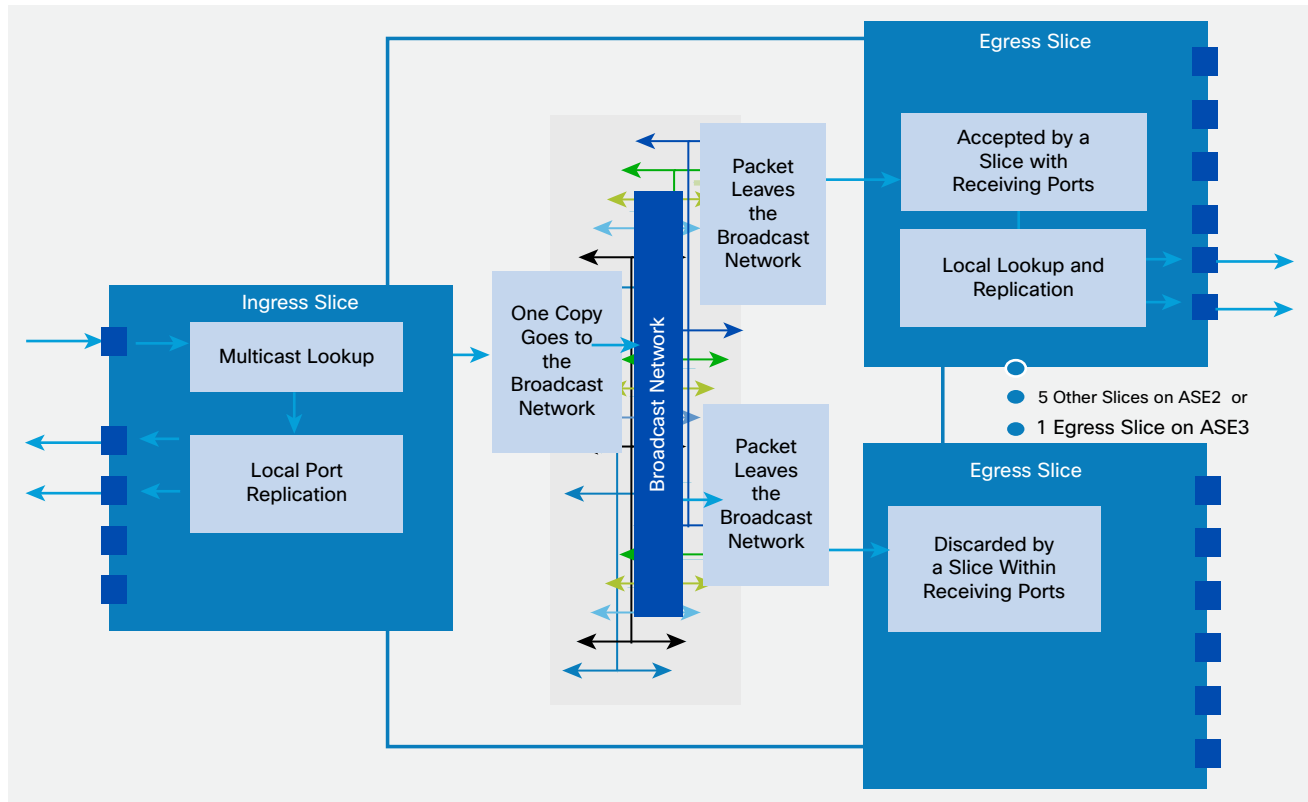 Ingress Slice
Multicast Lookup
Local Port
Replication
One Copy
Goes to
the
Broadcast
Network
Broadcast Network
Packet
Leaves
the
Broadcast
Network
Packet
Leaves
the
Broadcast
Network
Egress Slice
Accepted by a
Slice with
Receiving Ports
Local Lookup and
Replication
5 Other Slices on ASE2 or
1 Egress Slice on ASE3
Egress Slice
Discarded by
a Slice Within
Receiving Ports